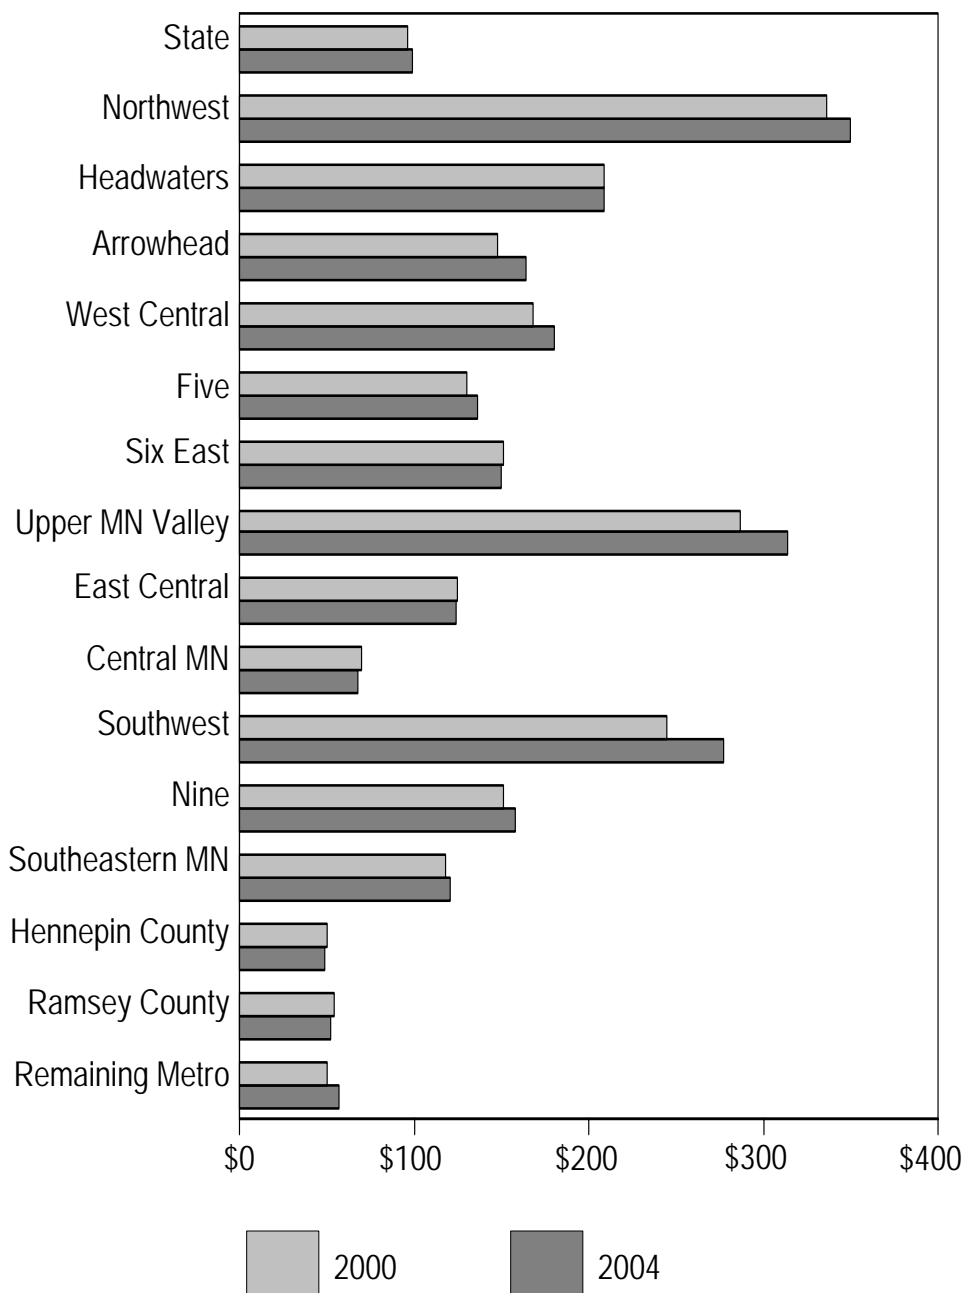 State
Northwest
Headwaters
Arrowhead
West Central
Five
Six East
Upper MN Valley
East Central
Central MN
Southwest
Nine
Southeastern MN
Hennepin County
Ramsey County
Remaining Metro
$0 $100 $200 $300 $400
2000 2004